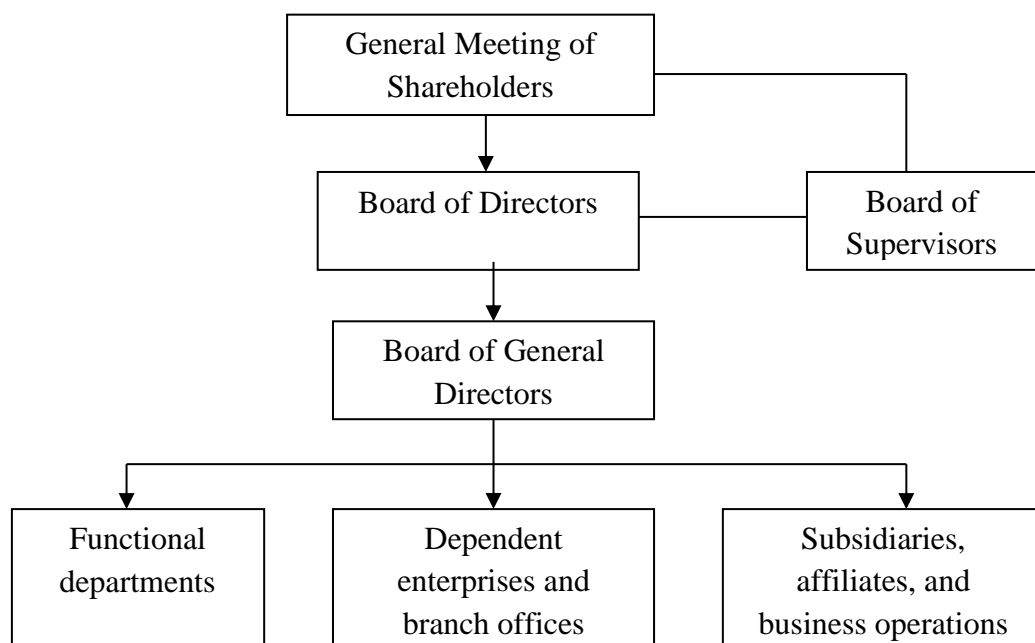 General Meeting of
Shareholders
Board of Directors
Board of
Supervisors
Board of General
Directors
Functional
departments
Dependent
enterprises and
branch offices
Subsidiaries,
affiliates, and
business operations